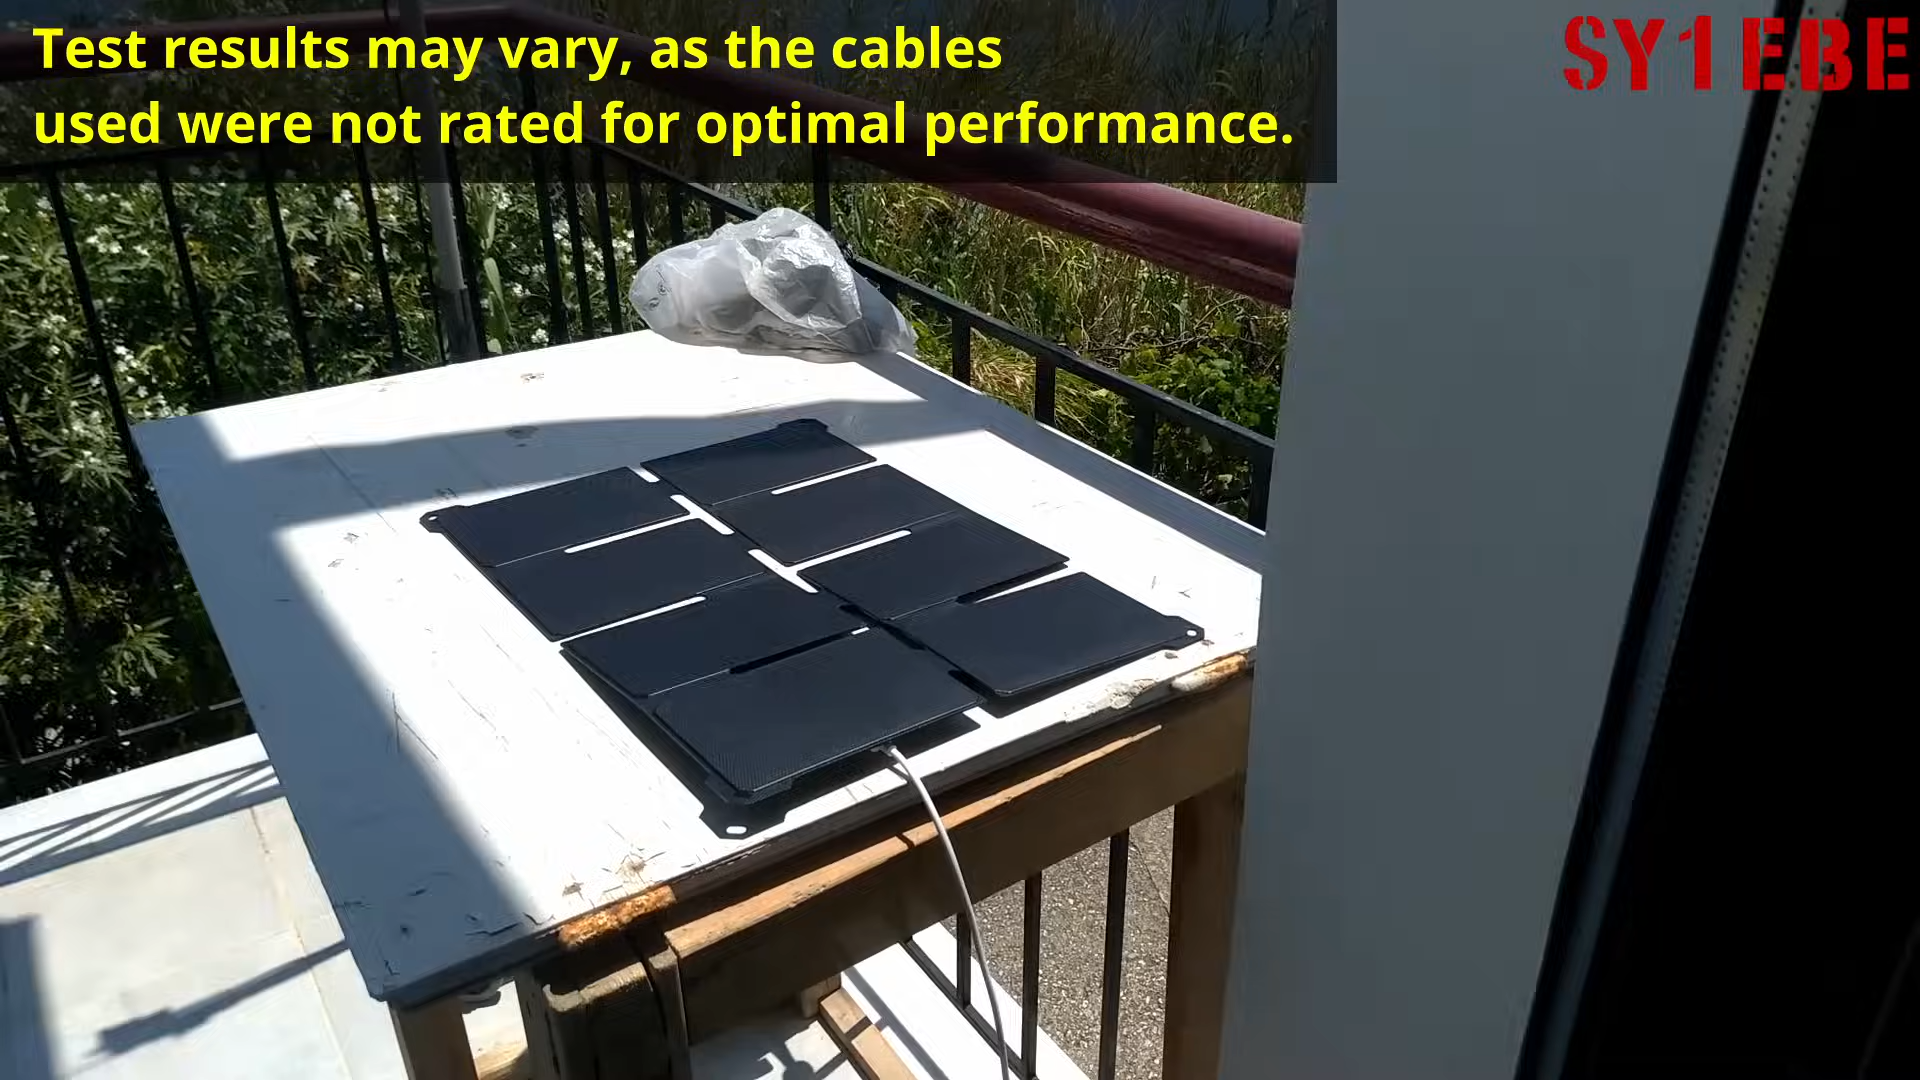 Test results may vary, as the cables
used were not rated for optimal performance.
SY1EBE